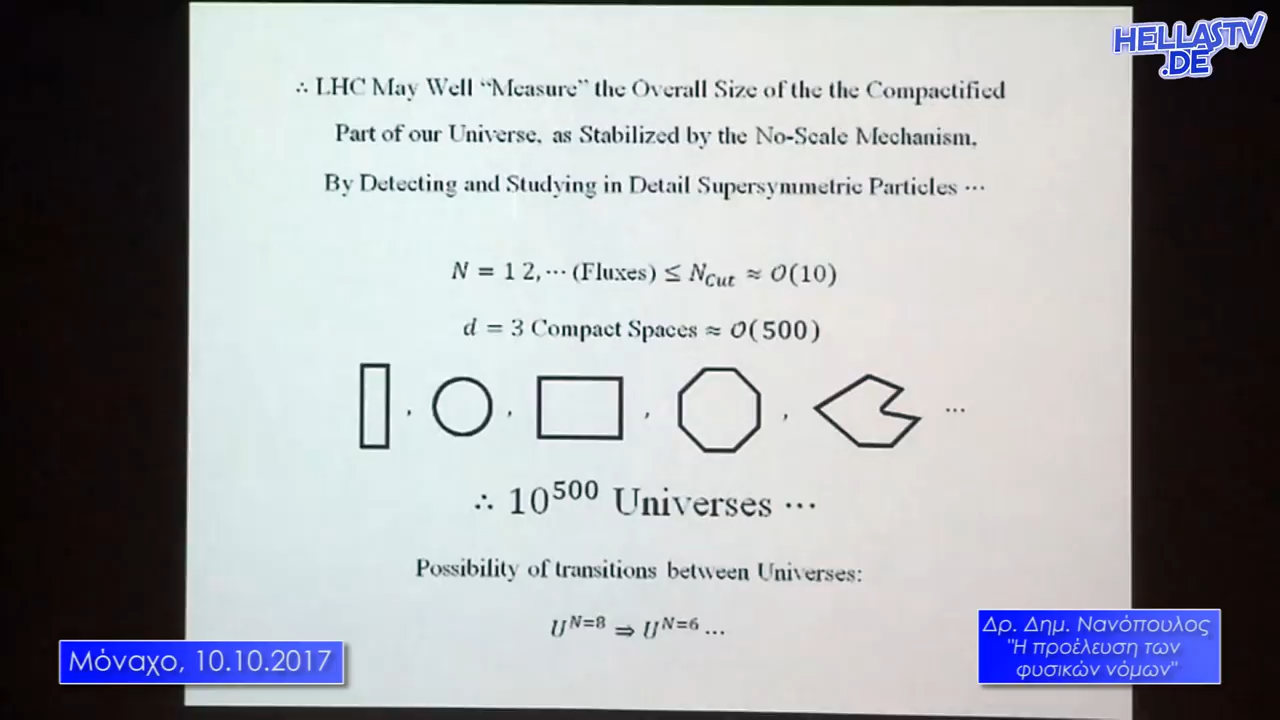 HELLASTV
.DE
∴ LHC May Well “Measure” the Overall Size of the the Compactified
Part of our Universe, as Stabilized by the No-Scale Mechanism,
By Detecting and Studying in Detail Supersymmetric Particles ⋯
N = 1 2, ⋯ (Fluxes) ≤ N_Cut ≈ O(10)
d = 3 Compact Spaces ≈ O(500)
, , , , ⋯
∴ 10^500 Universes ⋯
Possibility of transitions between Universes:
U^N=8 ⇒ U^N=6 ⋯
Μόναχο, 10.10.2017
Δρ. Δημ. Νανόπουλος
"Η προέλευση των
φυσικών νόμων"